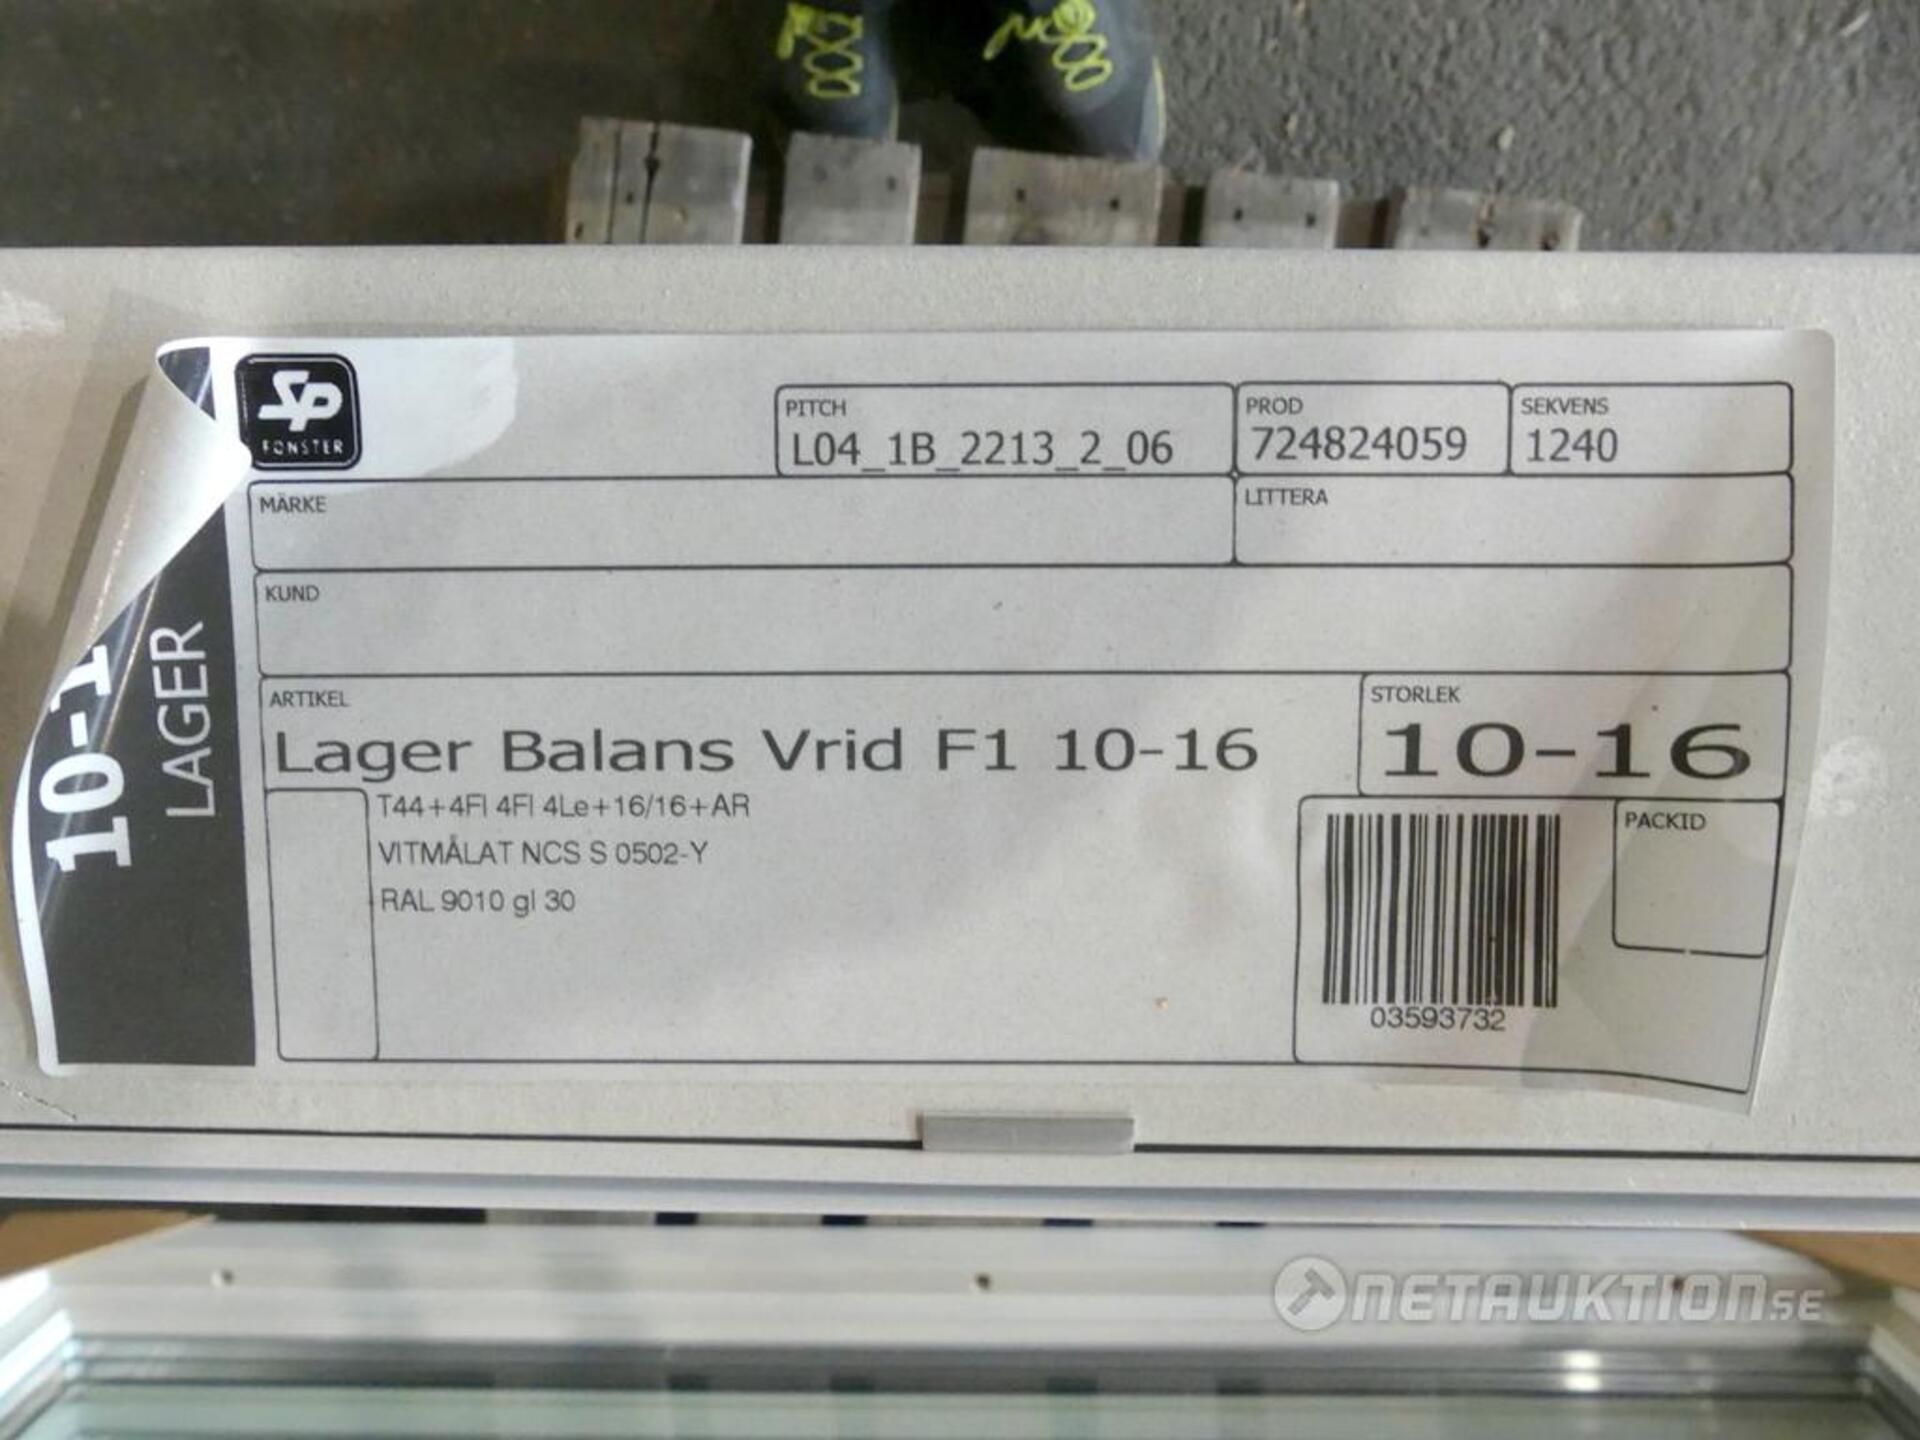 SP
FÖNSTER
PITCH
L04_1B_2213_2_06
PROD
724824059
SEKVENS
1240
MÄRKE
LITTERA
KUND
ARTIKEL
Lager Balans Vrid F1 10-16
STORLEK
10-16
T44+4Fl 4Fl 4Le+16/16+AR
VITMÅLAT NCS S 0502-Y
RAL 9010 gl 30
PACKID
03593732
10-1
LAGER
NETAUKTION.SE